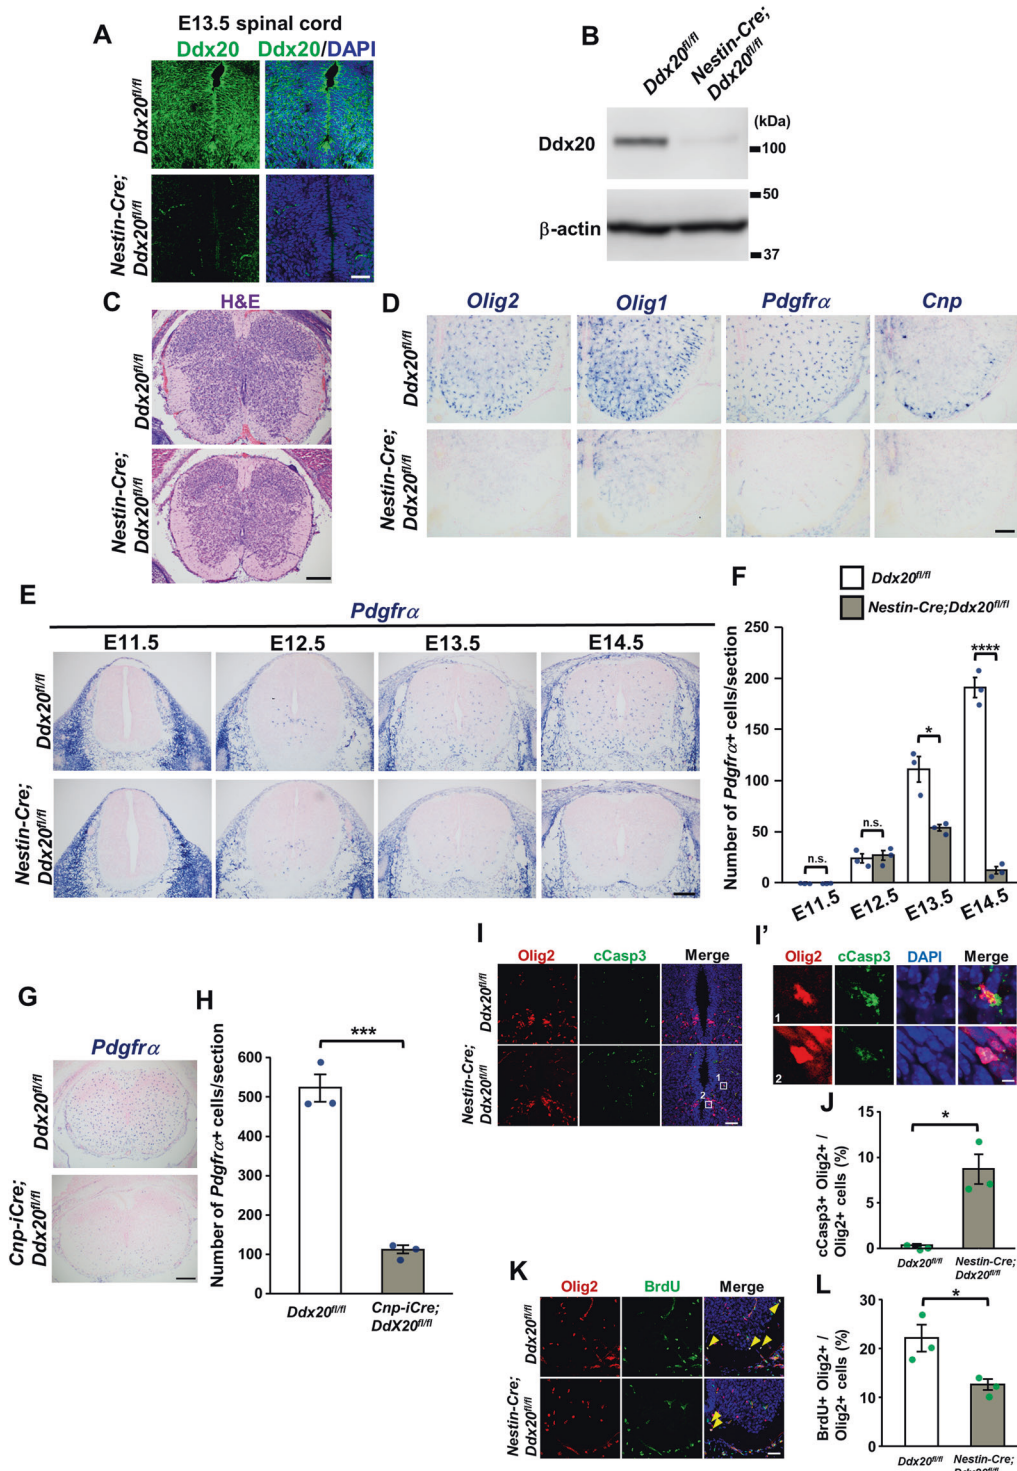 A
E13.5 spinal cord
Ddx20 Ddx20/DAPI
Ddx20fl/fl
Nestin-Cre;
Ddx20fl/fl
B
Ddx20fl/fl
Nestin-Cre;
Ddx20fl/fl
(kDa)
Ddx20
100
50
β-actin
37
C
H&E
Ddx20fl/fl
Nestin-Cre;
Ddx20fl/fl
D
Olig2 Olig1 Pdgfrα Cnp
Ddx20fl/fl
Nestin-Cre;
Ddx20fl/fl
E
Pdgfrα
E11.5 E12.5 E13.5 E14.5
Ddx20fl/fl
Nestin-Cre;
Ddx20fl/fl
F
Ddx20fl/fl
Nestin-Cre;Ddx20fl/fl
Number of Pdgfrα+ cells/section
250
200
150
100
50
0
n.s.
n.s.
*
****
E11.5 E12.5 E13.5 E14.5
G
Pdgfrα
Ddx20fl/fl
Cnp-iCre;
Ddx20fl/fl
H
Number of Pdgfrα+ cells/section
600
500
400
300
200
100
0
***
Ddx20fl/fl
Cnp-iCre;
DdX20fl/fl
I
Olig2 cCasp3 Merge
Ddx20fl/fl
Nestin-Cre;
Ddx20fl/fl
1
2
I'
Olig2 cCasp3 DAPI Merge
1
2
J
cCasp3+ Olig2+ /
Olig2+ cells (%)
15
10
5
0
*
Ddx20fl/fl
Nestin-Cre;
Ddx20fl/fl
K
Olig2 BrdU Merge
Ddx20fl/fl
Nestin-Cre;
Ddx20fl/fl
L
BrdU+ Olig2+ /
Olig2+ cells (%)
30
20
10
0
*
Ddx20fl/fl
Nestin-Cre;
Ddx20fl/fl